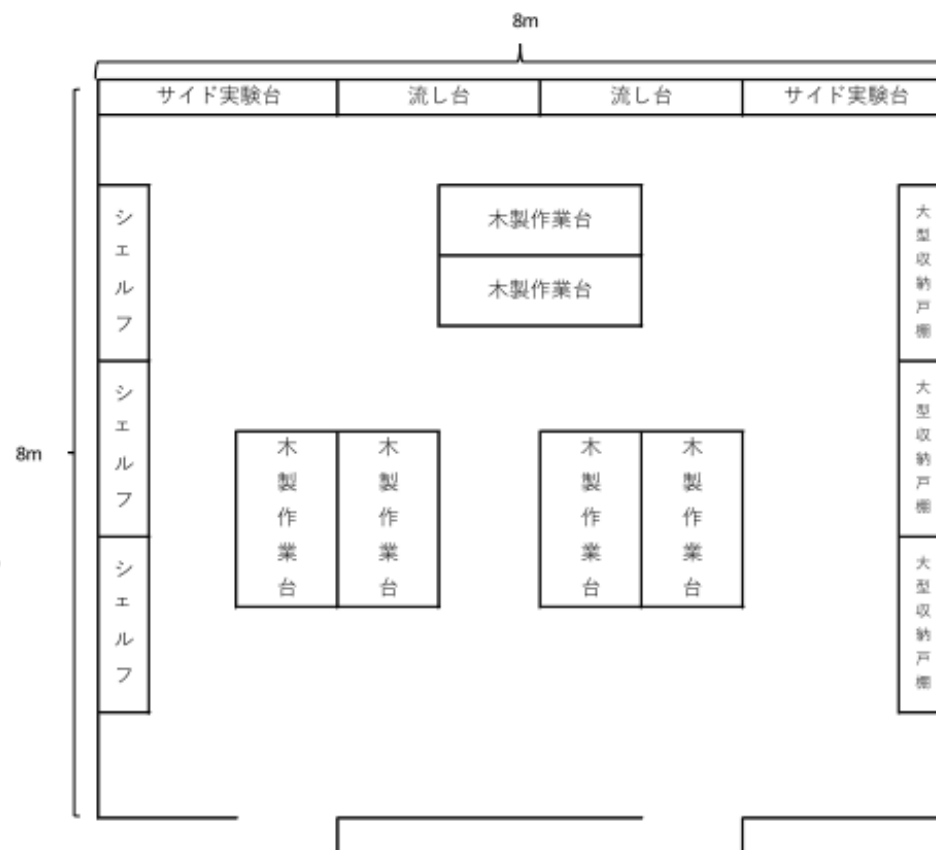 8m
サイド実験台
流し台
流し台
サイド実験台
木製作業台
木製作業台
シェルフ
シェルフ
シェルフ
大型収納戸棚
大型収納戸棚
大型収納戸棚
8m
木製作業台
木製作業台
木製作業台
木製作業台